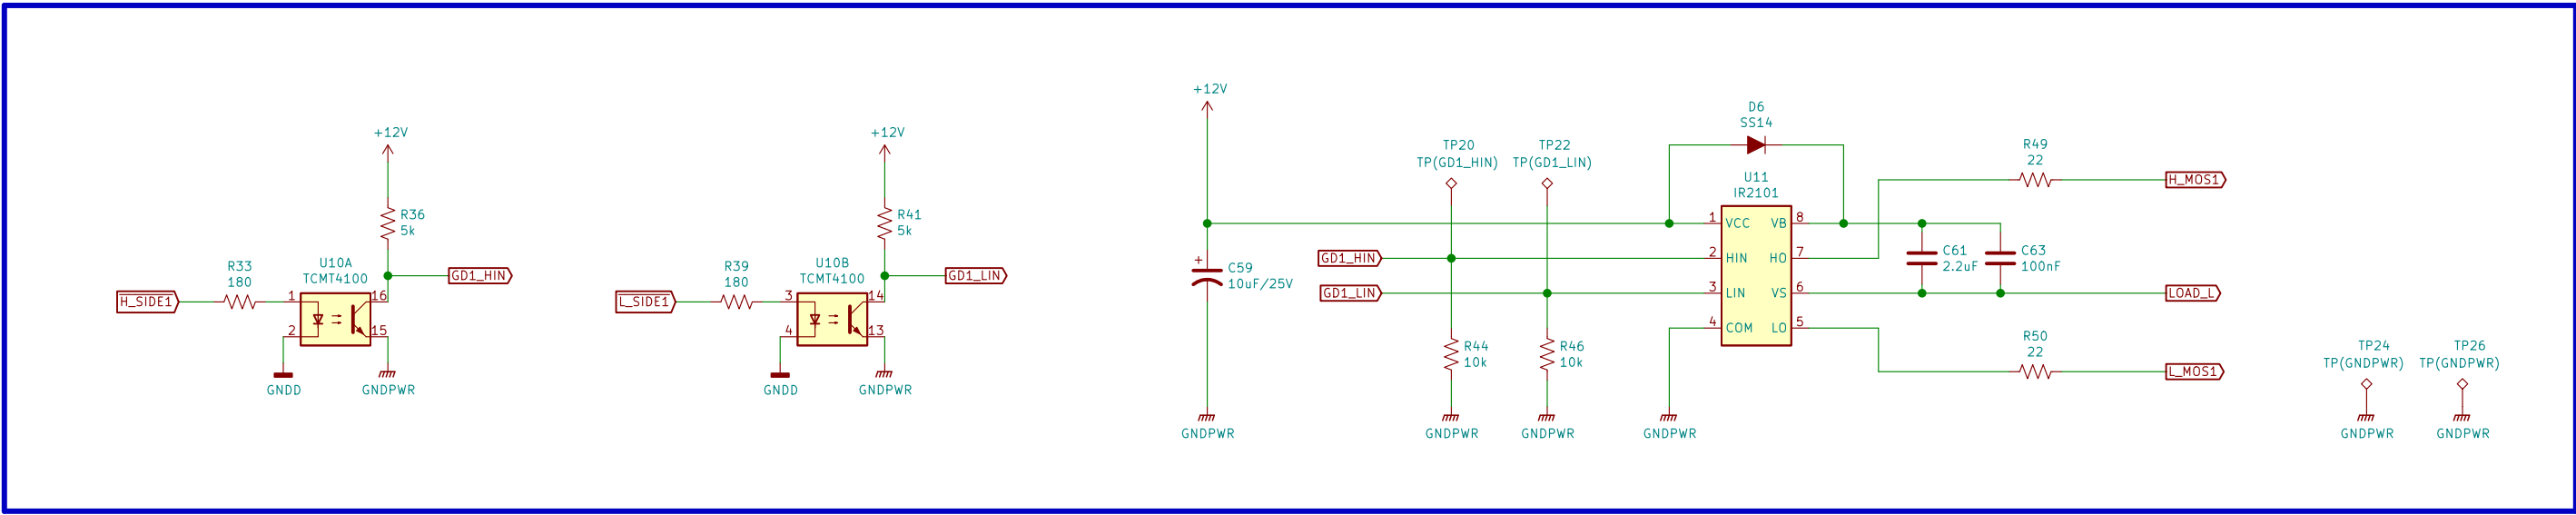 +12V
R36
5k
R33
180
U10A
TCMT4100
H_SIDE1
1
16
2
15
GD1_HIN
GNDD
GNDPWR
+12V
R41
5k
R39
180
U10B
TCMT4100
L_SIDE1
3
14
4
13
GD1_LIN
GNDD
GNDPWR
+12V
+
C59
10uF/25V
GNDPWR
TP20
TP(GD1_HIN)
TP22
TP(GD1_LIN)
GD1_HIN
GD1_LIN
R44
10k
R46
10k
GNDPWR
GNDPWR
GNDPWR
D6
SS14
U11
IR2101
1 VCC VB 8
2 HIN HO 7
3 LIN VS 6
4 COM LO 5
C61
2.2uF
C63
100nF
R49
22
H_MOS1
LOAD_L
R50
22
L_MOS1
TP24
TP(GNDPWR)
GNDPWR
TP26
TP(GNDPWR)
GNDPWR